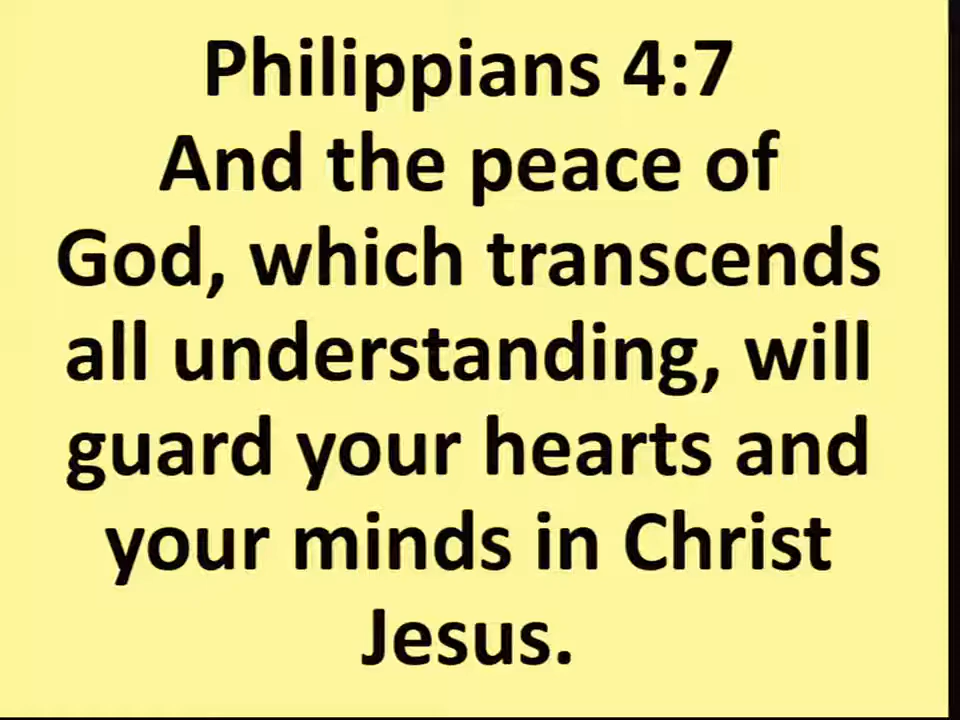 Philippians 4:7
And the peace of
God, which transcends
all understanding, will
guard your hearts and
your minds in Christ
Jesus.